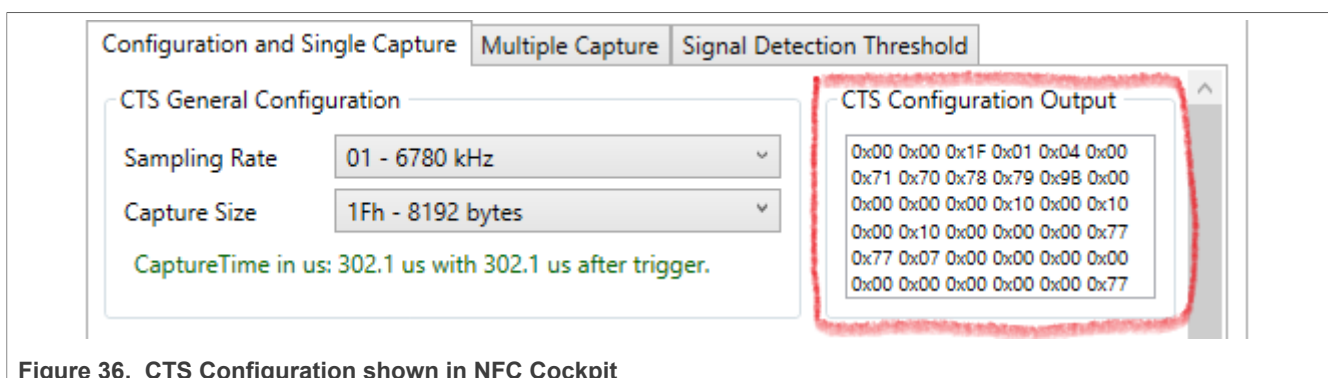 Configuration and Single Capture Multiple Capture Signal Detection Threshold
CTS General Configuration
Sampling Rate 01 - 6780 kHz
Capture Size 1Fh - 8192 bytes
CaptureTime in us: 302.1 us with 302.1 us after trigger.
CTS Configuration Output
0x00 0x00 0x1F 0x01 0x04 0x00
0x71 0x70 0x78 0x79 0x9B 0x00
0x00 0x00 0x00 0x10 0x00 0x10
0x00 0x10 0x00 0x00 0x00 0x77
0x77 0x07 0x00 0x00 0x00 0x00
0x00 0x00 0x00 0x00 0x00 0x77
Figure 36. CTS Configuration shown in NFC Cockpit